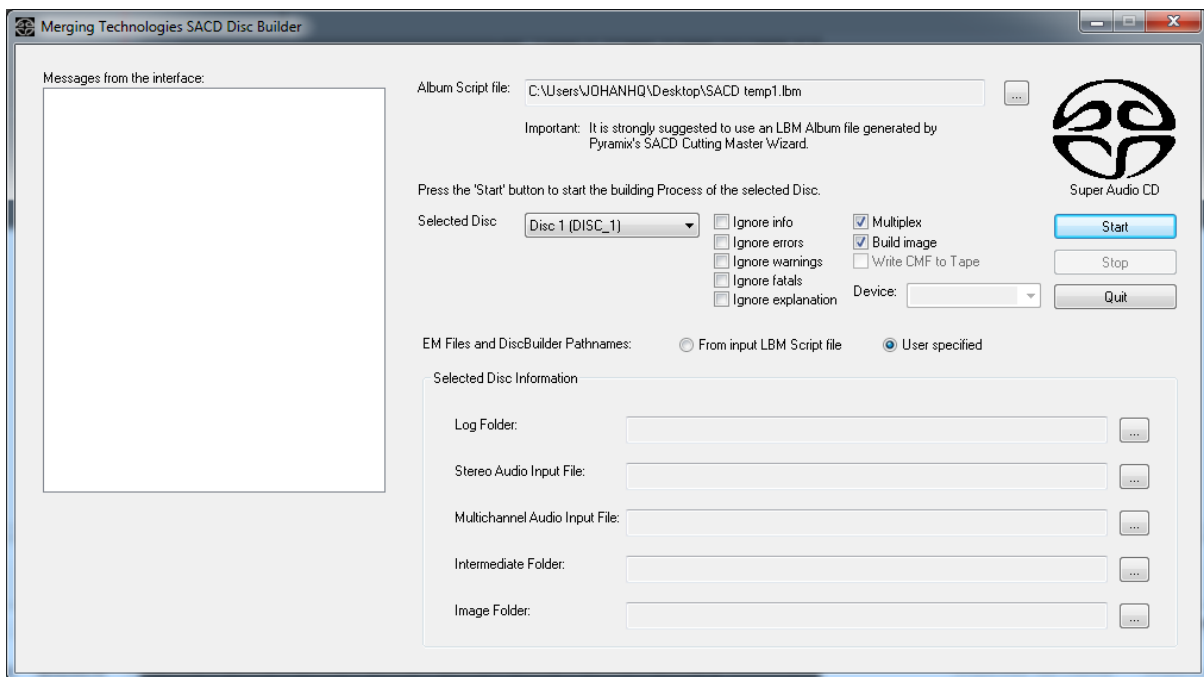 Merging Technologies SACD Disc Builder
Messages from the interface:
Album Script file:
C:\Users\JOHANHQ\Desktop\SACD temp1.lbm
...
Important: It is strongly suggested to use an LBM Album file generated by
Pyramix's SACD Cutting Master Wizard.
Super Audio CD
Press the 'Start' button to start the building Process of the selected Disc.
Selected Disc
Disc 1 (DISC_1)
Ignore info
Ignore errors
Ignore warnings
Ignore fatals
Ignore explanation
Multiplex
Build image
Write CMF to Tape
Device:
Start
Stop
Quit
EM Files and DiscBuilder Pathnames:
From input LBM Script file
User specified
Selected Disc Information
Log Folder:
...
Stereo Audio Input File:
...
Multichannel Audio Input File:
...
Intermediate Folder:
...
Image Folder:
...